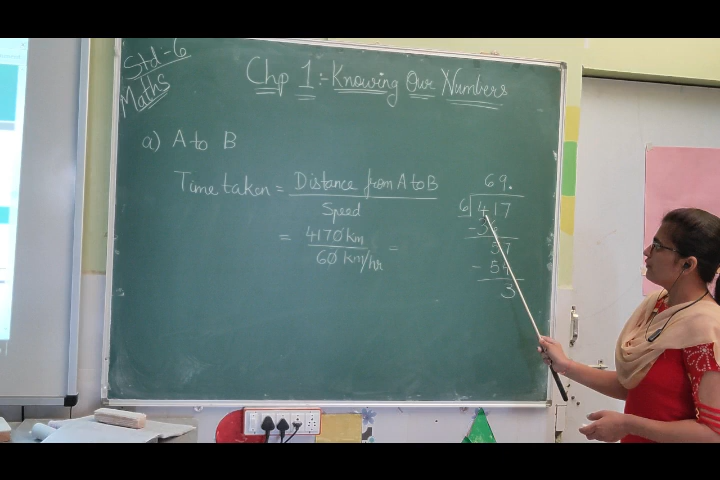 Std:-6
Maths
Chp 1:- Knowing Our Numbers
a) A to B
Time taken = Distance from A to B
Speed
= 4170 km
60 km/hr
=
69.
6 417
-36
57
- 54
3